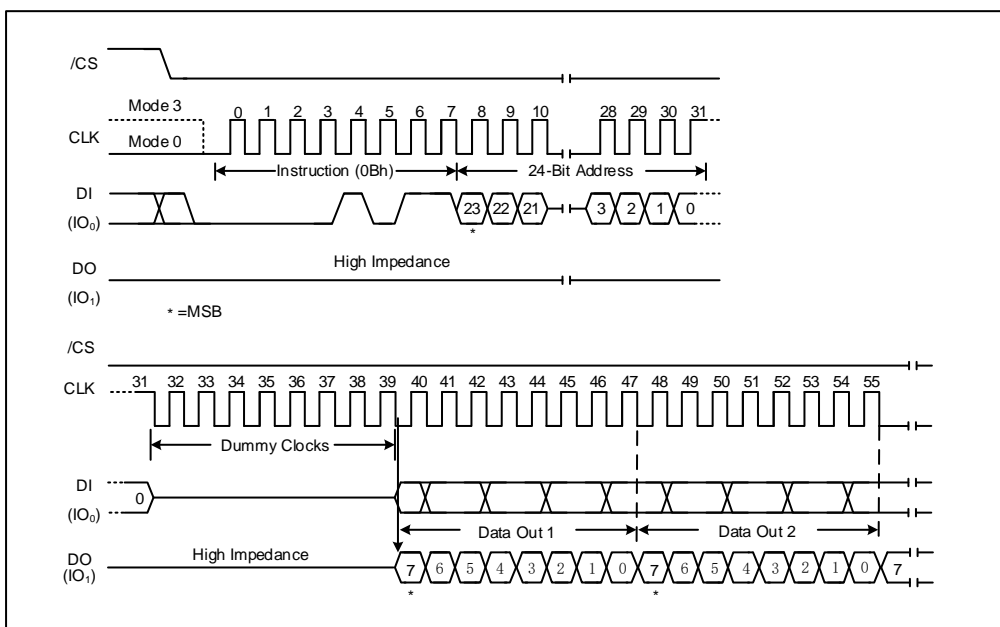 /CS
Mode 3
0 1 2 3 4 5 6 7 8 9 10 28 29 30 31
CLK
Mode 0
Instruction (0Bh) 24-Bit Address
DI
(IO₀)
23 22 21 3 2 1 0
*
DO
(IO₁)
High Impedance
* =MSB
/CS
CLK
31 32 33 34 35 36 37 38 39 40 41 42 43 44 45 46 47 48 49 50 51 52 53 54 55
Dummy Clocks
DI
(IO₀)
0
Data Out 1 Data Out 2
DO
(IO₁)
High Impedance
7 6 5 4 3 2 1 0 7 6 5 4 3 2 1 0 7
* *